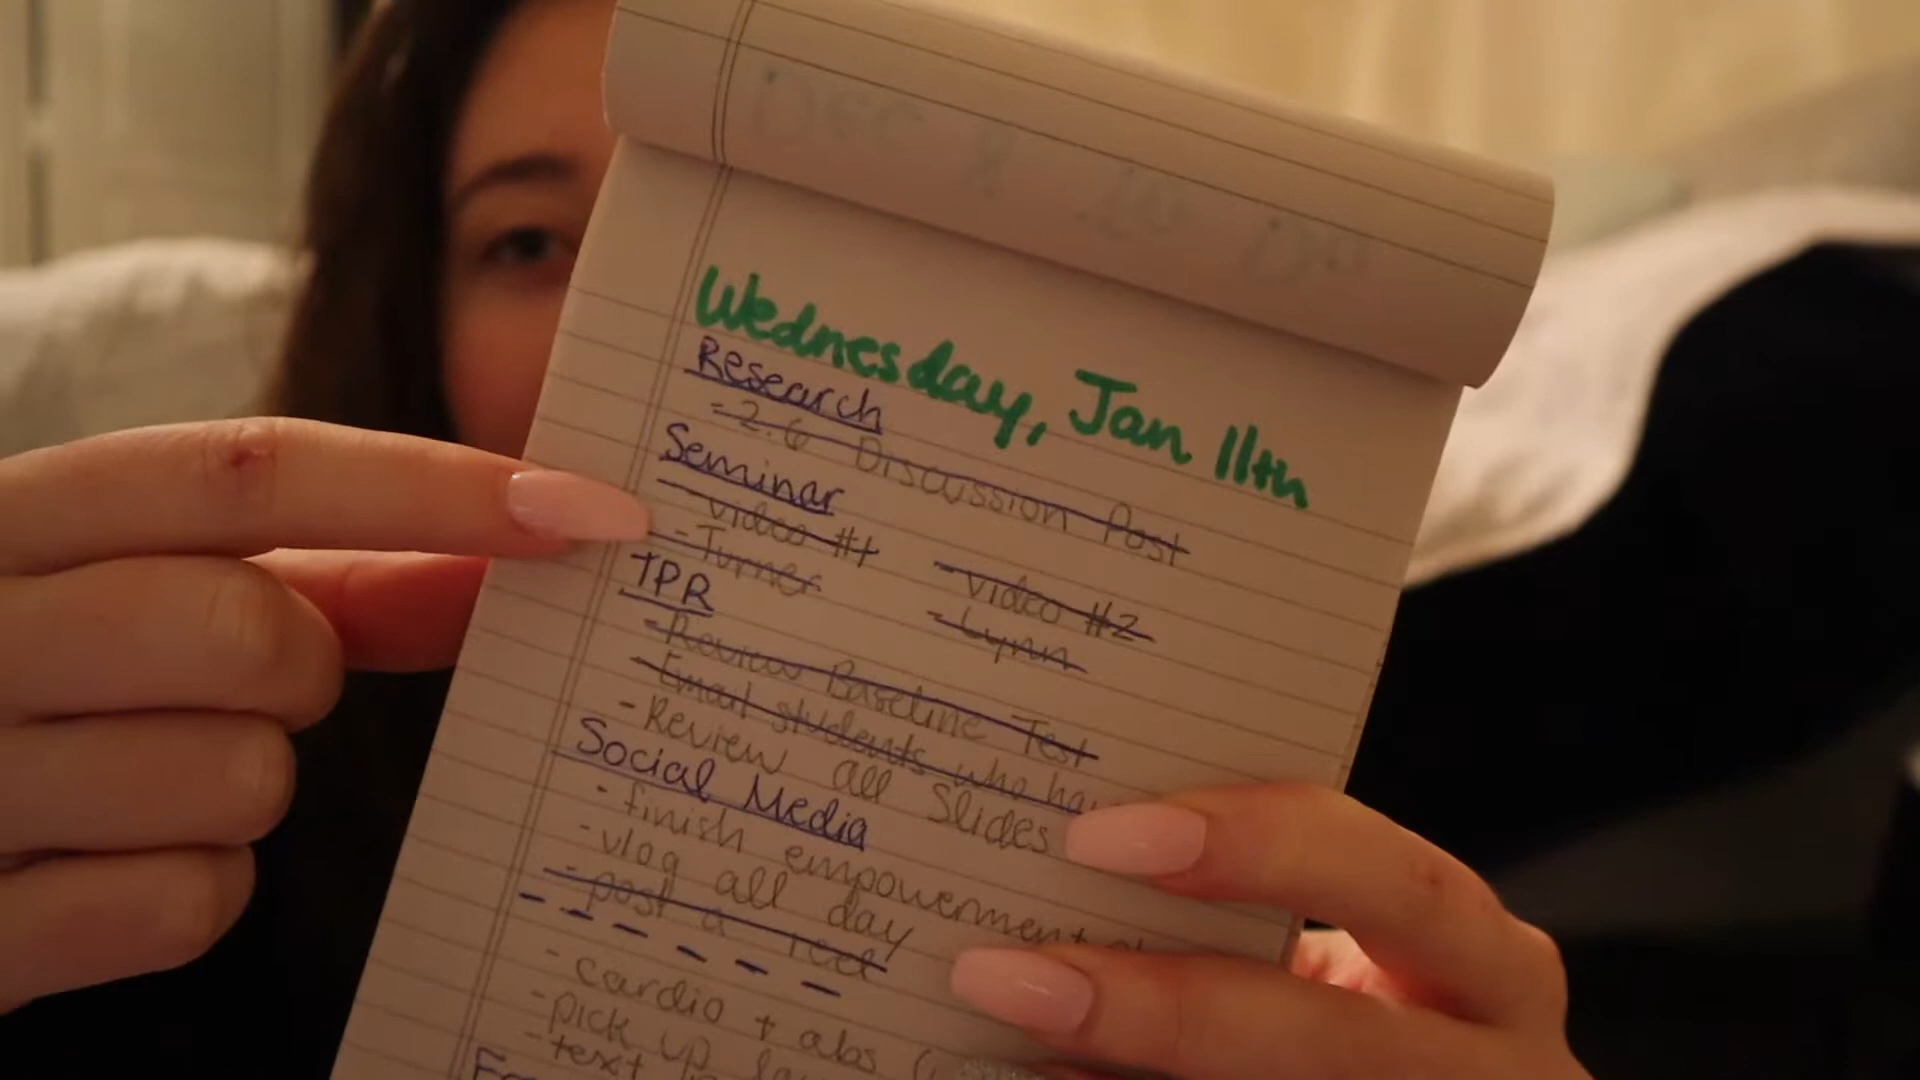 Wednesday, Jan 11th
Research
- 2.6 Discussion Post
Seminar
- Video #1 - Video #2
- Turner - Lynn
TPR
- Review Baseline Test
- Email students who
- Review all Slides
Social Media
- finish empowerment
- vlog all day
- post a reel
- cardio + abs
- pick up
- text